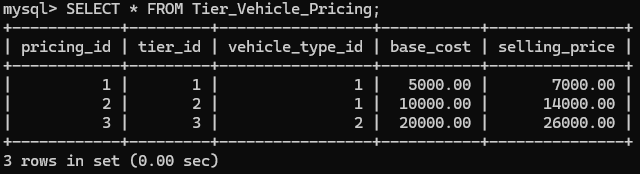 mysql> SELECT * FROM Tier_Vehicle_Pricing;
+------------+---------+-----------------+-----------+---------------+
| pricing_id | tier_id | vehicle_type_id | base_cost | selling_price |
+------------+---------+-----------------+-----------+---------------+
|          1 |       1 |               1 |   5000.00 |       7000.00 |
|          2 |       2 |               1 |  10000.00 |      14000.00 |
|          3 |       3 |               2 |  20000.00 |      26000.00 |
+------------+---------+-----------------+-----------+---------------+
3 rows in set (0.00 sec)